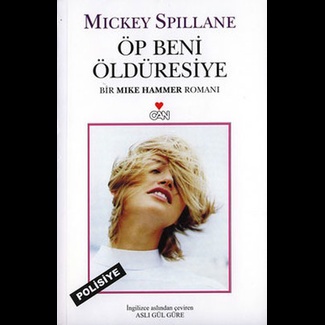 MICKEY SPILLANE
ÖP BENİ
ÖLDÜRESİYE
BİR MIKE HAMMER ROMANI
CAN
POLİSİYE
İngilizce aslından çeviren
ASLI GÜL GÜRE